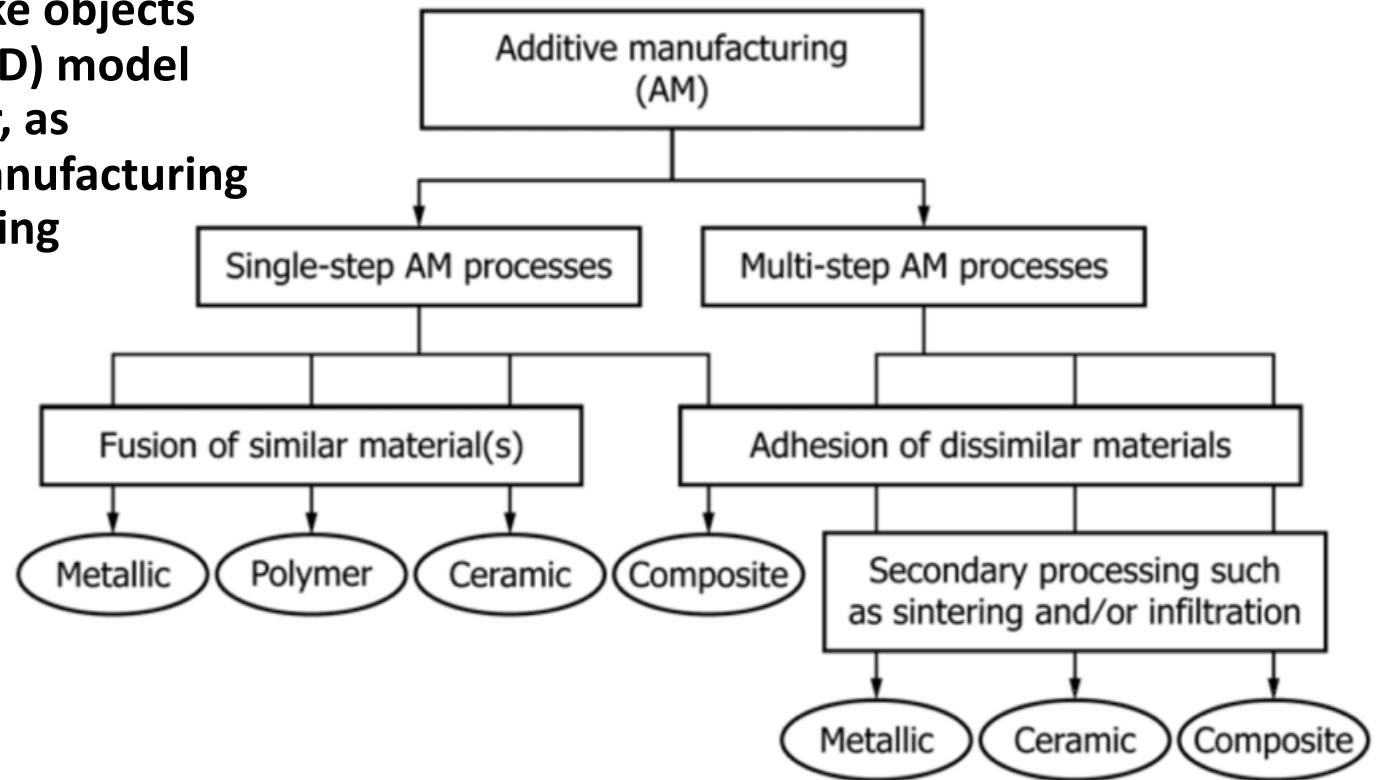 objects
D) model
, as
ing
Additive manufacturing
(AM)
Single-step AM processes
Multi-step AM processes
Fusion of similar material(s)
Adhesion of dissimilar materials
Metallic
Polymer
Ceramic
Composite
Secondary processing such
as sintering and/or infiltration
Metallic
Ceramic
Composite